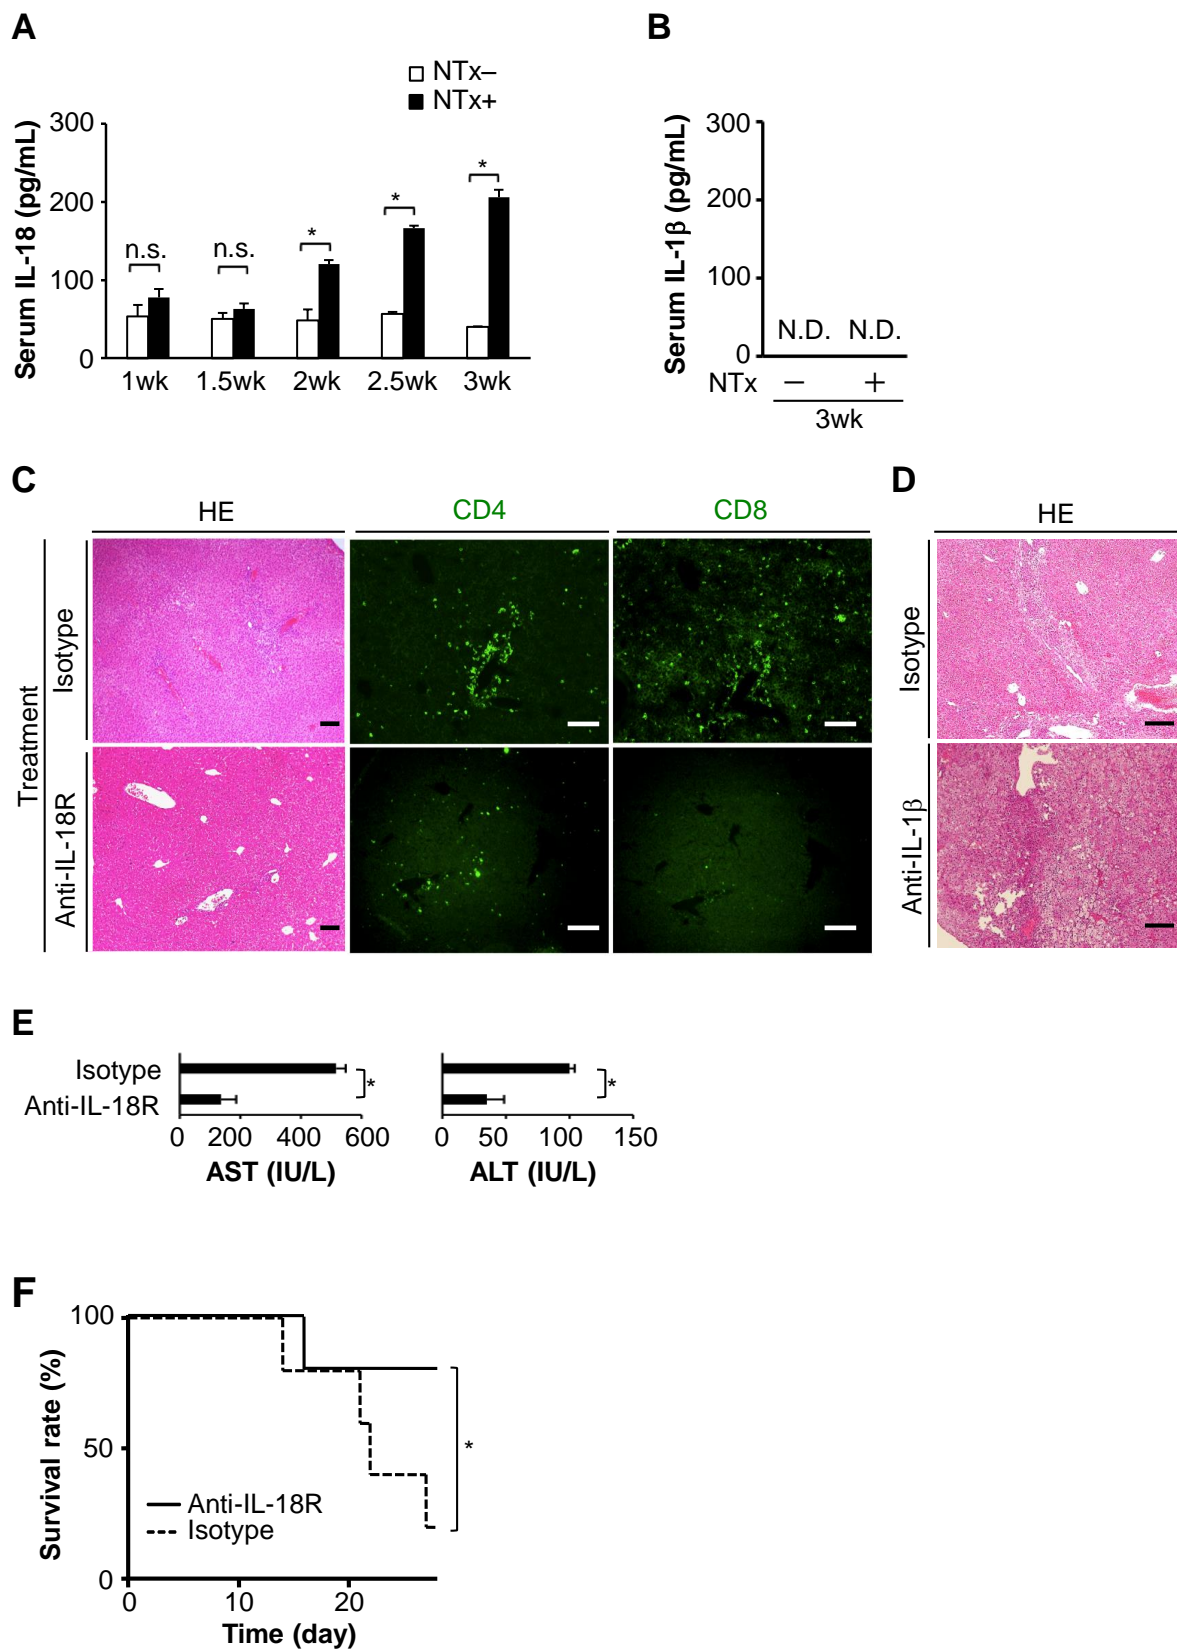 A
NTx–
NTx+
Serum IL-18 (pg/mL)
300
200
100
0
n.s.
n.s.
*
*
*
1wk 1.5wk 2wk 2.5wk 3wk
B
Serum IL-1β (pg/mL)
300
200
100
0
N.D. N.D.
NTx – +
3wk
C
HE CD4 CD8
Treatment
Isotype
Anti-IL-18R
D
HE
Isotype
Anti-IL-1β
E
Isotype
Anti-IL-18R
*
0 200 400 600
AST (IU/L)
*
0 50 100 150
ALT (IU/L)
F
Survival rate (%)
100
50
0
Anti-IL-18R
Isotype
*
0 10 20
Time (day)